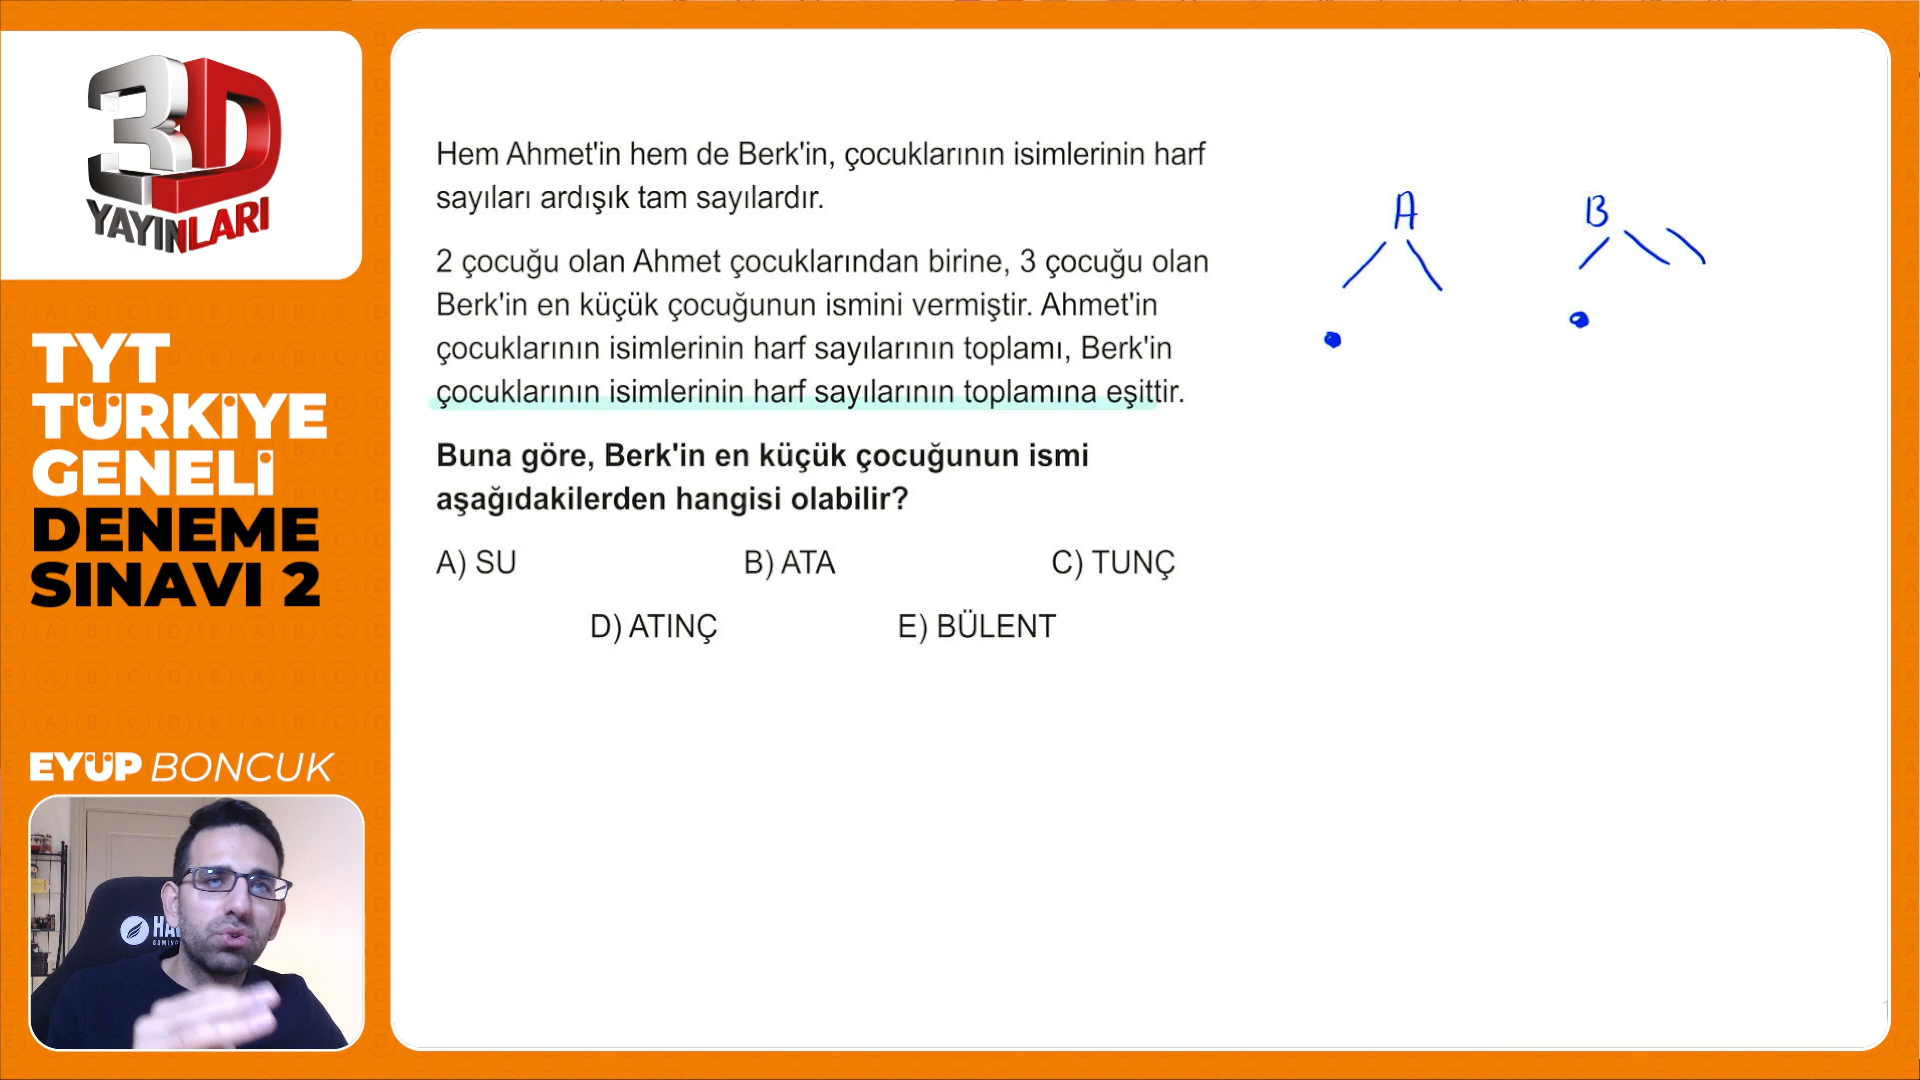 3D
YAYINLARI
TYT
TÜRKİYE
GENELİ
DENEME
SINAVI 2
EYÜP BONCUK
Hem Ahmet'in hem de Berk'in, çocuklarının isimlerinin harf
sayıları ardışık tam sayılardır.
2 çocuğu olan Ahmet çocuklarından birine, 3 çocuğu olan
Berk'in en küçük çocuğunun ismini vermiştir. Ahmet'in
çocuklarının isimlerinin harf sayılarının toplamı, Berk'in
çocuklarının isimlerinin harf sayılarının toplamına eşittir.
Buna göre, Berk'in en küçük çocuğunun ismi
aşağıdakilerden hangisi olabilir?
A) SU B) ATA C) TUNÇ
D) ATINÇ E) BÜLENT
A B